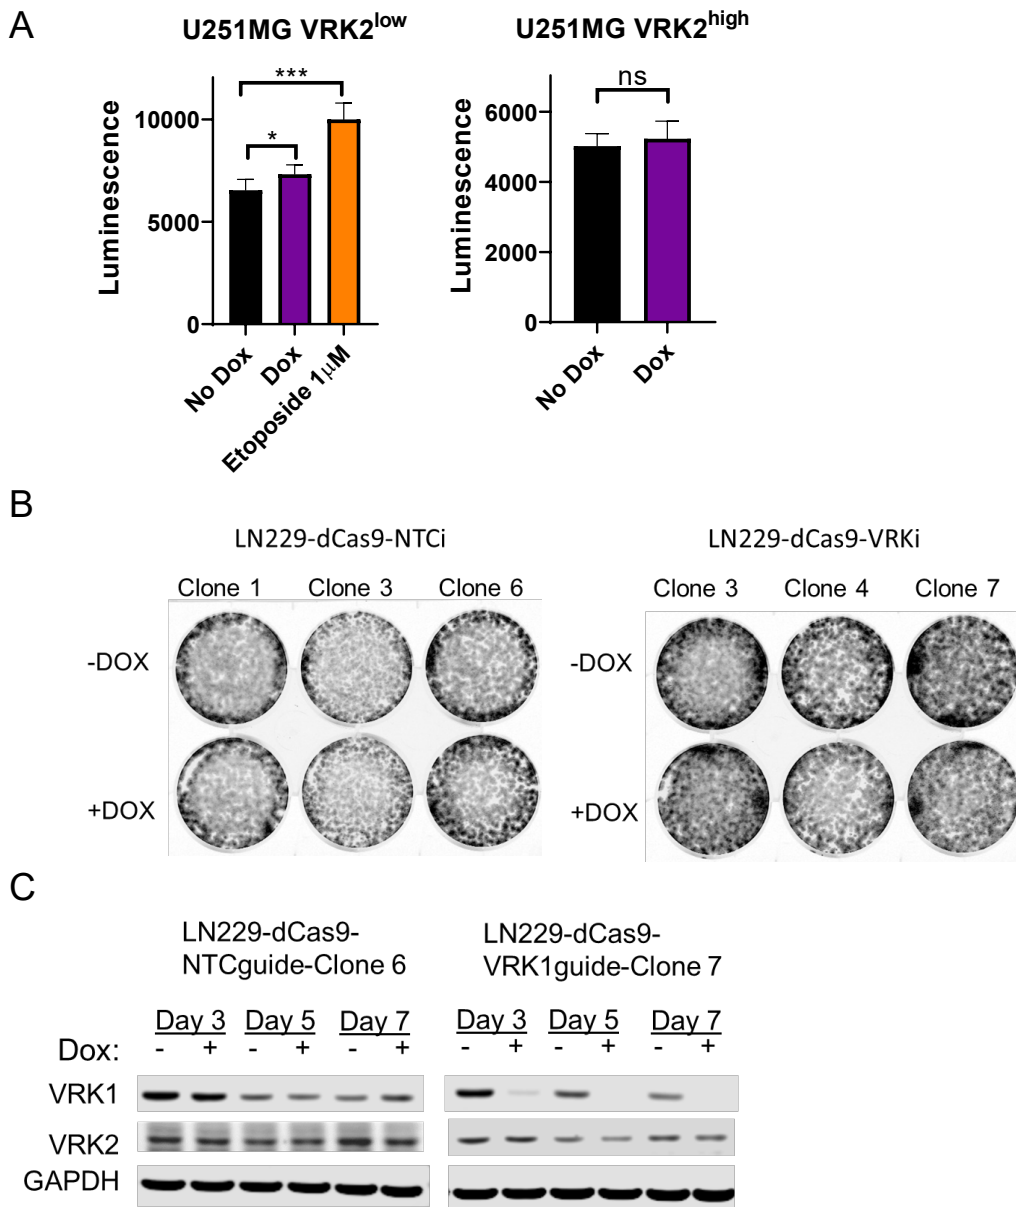 A
U251MG VRK2low
U251MG VRK2high
Luminescence
10000
5000
0
***
*
No Dox
Dox
Etoposide 1μM
Luminescence
6000
4000
2000
0
ns
No Dox
Dox
B
LN229-dCas9-NTCi
LN229-dCas9-VRKi
Clone 1 Clone 3 Clone 6
Clone 3 Clone 4 Clone 7
-DOX
-DOX
+DOX
+DOX
C
LN229-dCas9-
NTCguide-Clone 6
LN229-dCas9-
VRK1guide-Clone 7
Day 3 Day 5 Day 7
Day 3 Day 5 Day 7
Dox: - + - + - +
- + - + - +
VRK1
VRK2
GAPDH